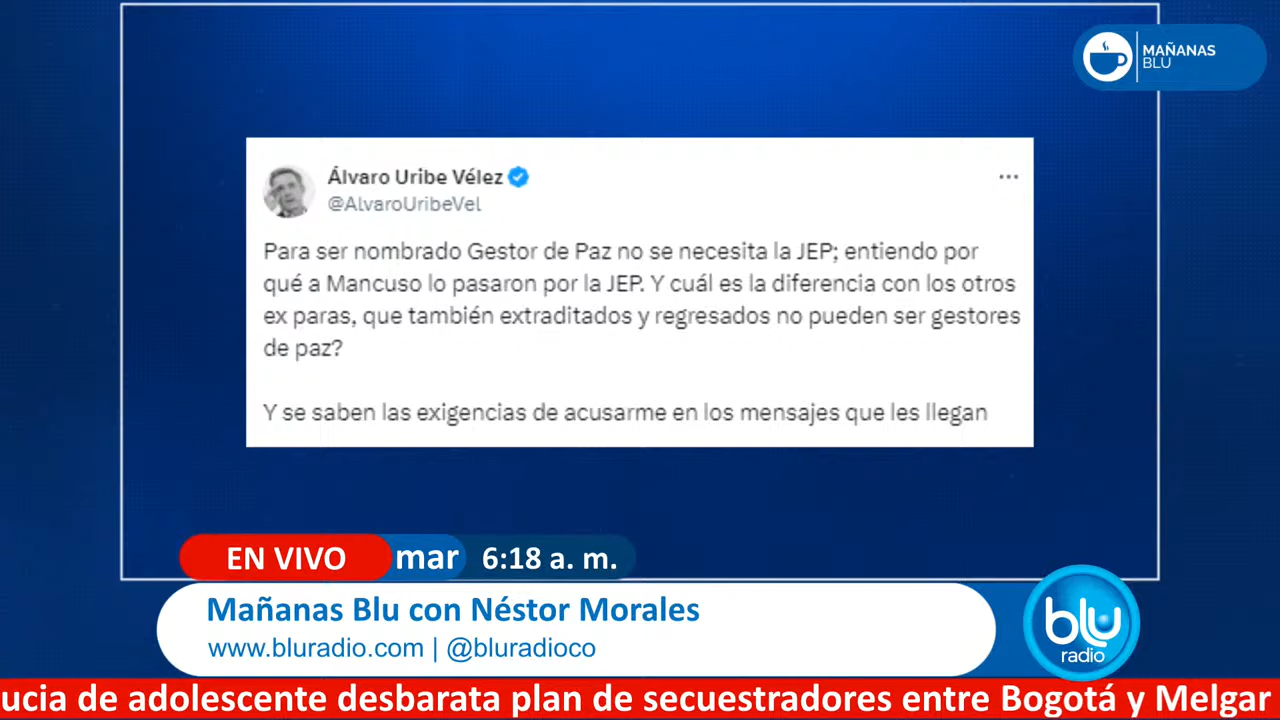 MAÑANAS
BLU
Álvaro Uribe Vélez
@AlvaroUribeVel
Para ser nombrado Gestor de Paz no se necesita la JEP; entiendo por
qué a Mancuso lo pasaron por la JEP. Y cuál es la diferencia con los otros
ex paras, que también extraditados y regresados no pueden ser gestores
de paz?
Y se saben las exigencias de acusarme en los mensajes que les llegan
EN VIVO mar 6:18 a. m.
Mañanas Blu con Néstor Morales
www.bluradio.com | @bluradioco
blu
radio
ucia de adolescente desbarata plan de secuestradores entre Bogotá y Melgar